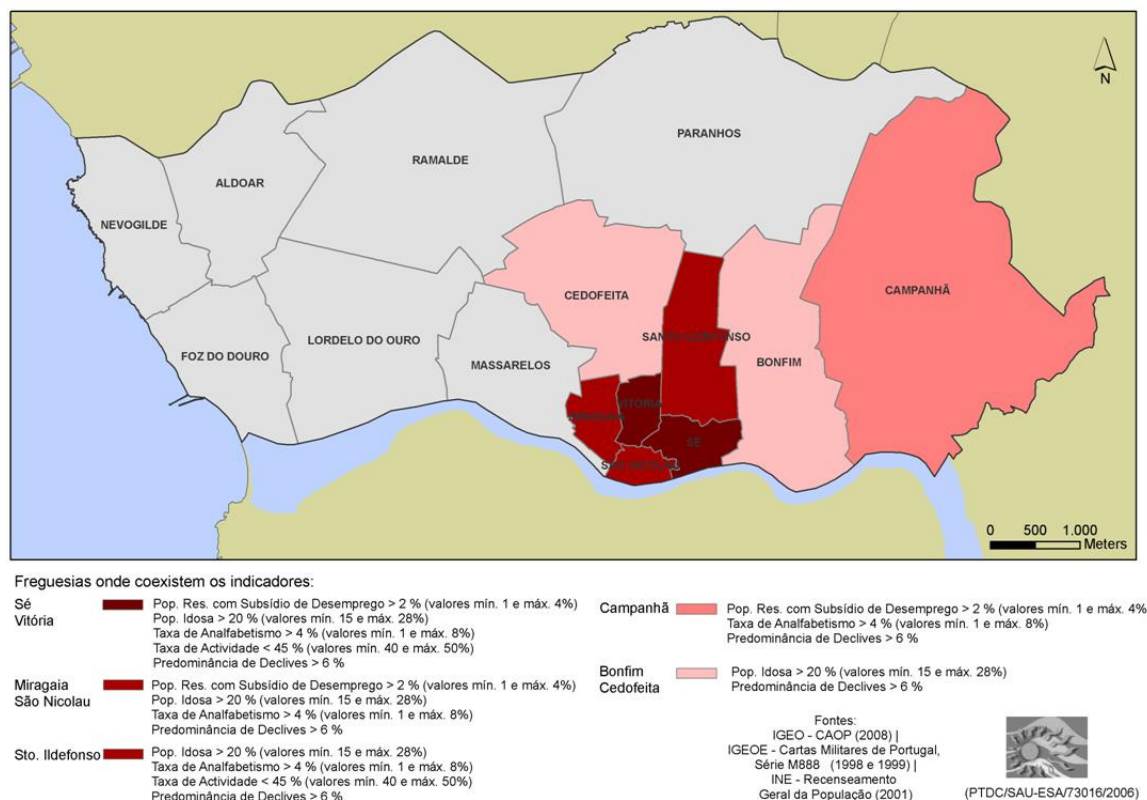 N
PARANHOS
RAMALDE
ALDOAR
NEVOGILDE
CAMPANHÃ
CEDOFEITA
SANTO ILDEFONSO
LORDELO DO OURO
FOZ DO DOURO
MASSARELOS
BONFIM
VITÓRIA
MIRAGAIA
SÉ
SÃO NICOLAU
0 500 1.000
Meters
Freguesias onde coexistem os indicadores:
Sé
Vitória
Pop. Res. com Subsídio de Desemprego > 2 % (valores mín. 1 e máx. 4%)
Pop. Idosa > 20 % (valores mín. 15 e máx. 28%)
Taxa de Analfabetismo > 4 % (valores mín. 1 e máx. 8%)
Taxa de Actividade < 45 % (valores mín. 40 e máx. 50%)
Predominância de Declives > 6 %
Miragaia
São Nicolau
Pop. Res. com Subsídio de Desemprego > 2 % (valores mín. 1 e máx. 4%)
Pop. Idosa > 20 % (valores mín. 15 e máx. 28%)
Taxa de Analfabetismo > 4 % (valores mín. 1 e máx. 8%)
Predominância de Declives > 6 %
Sto. Ildefonso
Pop. Idosa > 20 % (valores mín. 15 e máx. 28%)
Taxa de Analfabetismo > 4 % (valores mín. 1 e máx. 8%)
Taxa de Actividade < 45 % (valores mín. 40 e máx. 50%)
Predominância de Declives > 6 %
Campanhã
Pop. Res. com Subsídio de Desemprego > 2 % (valores mín. 1 e máx. 4%
Taxa de Analfabetismo > 4 % (valores mín. 1 e máx. 8%)
Predominância de Declives > 6 %
Bonfim
Cedofeita
Pop. Idosa > 20 % (valores mín. 15 e máx. 28%)
Predominância de Declives > 6 %
Fontes:
IGEO - CAOP (2008) |
IGEOE - Cartas Militares de Portugal,
Série M888 (1998 e 1999) |
INE - Recenseamento
Geral da População (2001)
(PTDC/SAU-ESA/73016/2006)